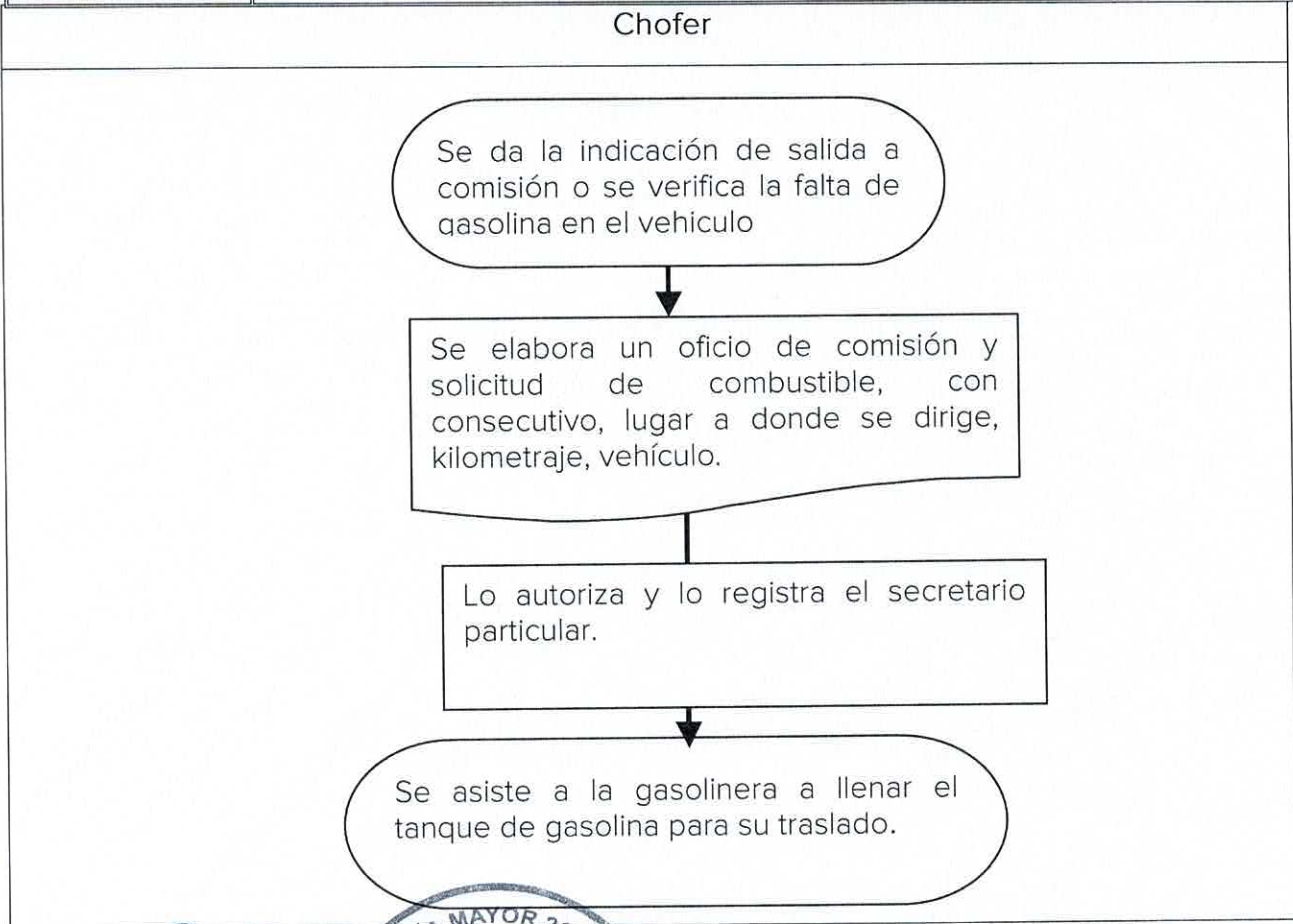 Chofer
Se da la indicación de salida a
comisión o se verifica la falta de
gasolina en el vehiculo
Se elabora un oficio de comisión y
solicitud de combustible, con
consecutivo, lugar a donde se dirige,
kilometraje, vehículo.
Lo autoriza y lo registra el secretario
particular.
Se asiste a la gasolinera a llenar el
tanque de gasolina para su traslado.
MAYOR